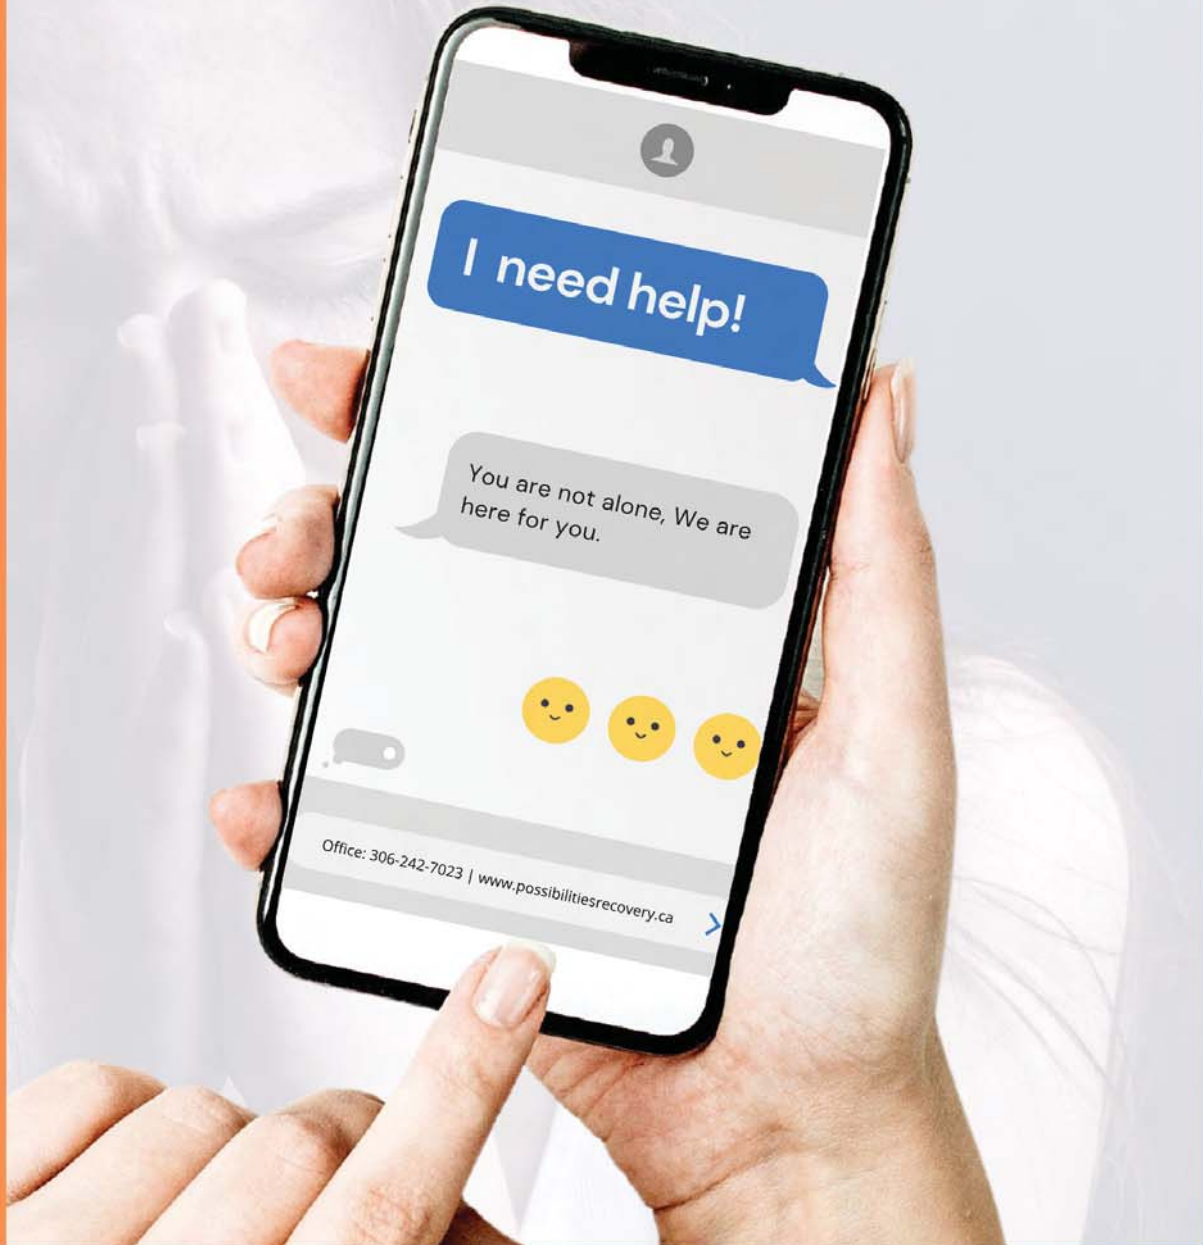 I need help!
You are not alone, We are
here for you.
Office: 306-242-7023 | www.possibilitiesrecovery.ca